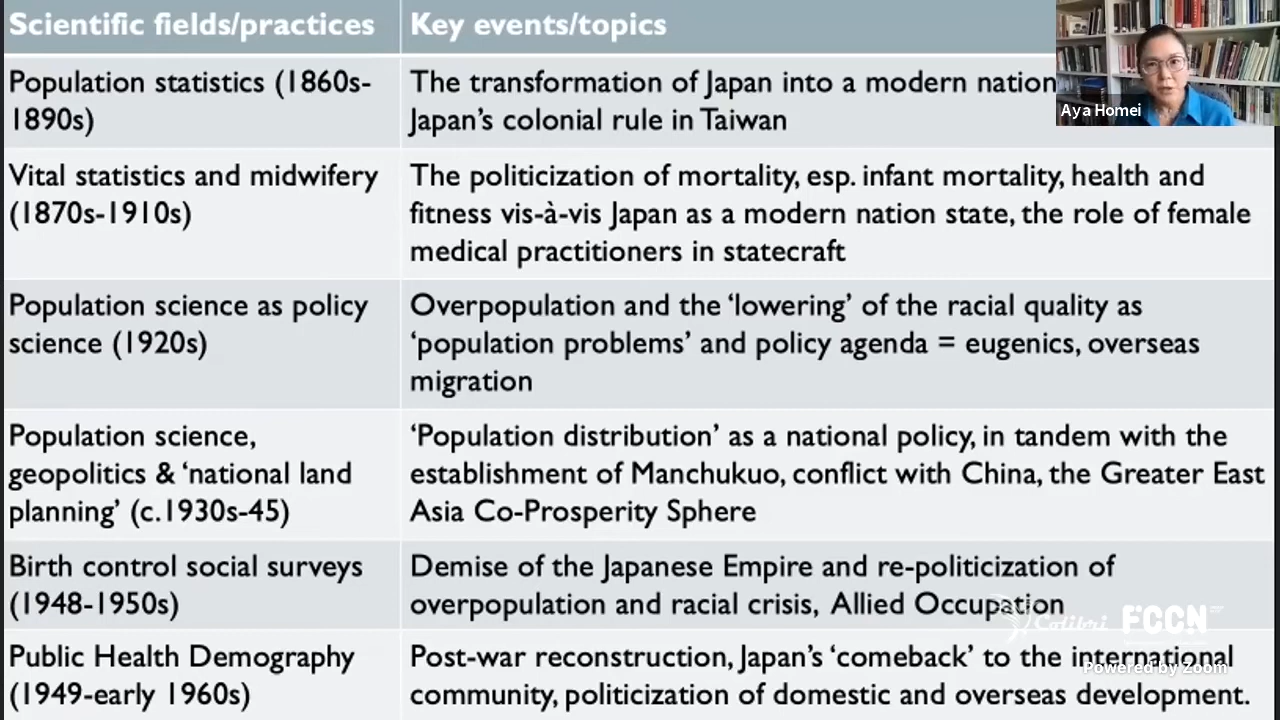 Scientific fields/practices
Key events/topics
Population statistics (1860s-
1890s)
The transformation of Japan into a modern nation
Japan's colonial rule in Taiwan
Aya Homei
Vital statistics and midwifery
(1870s-1910s)
The politicization of mortality, esp. infant mortality, health and
fitness vis-à-vis Japan as a modern nation state, the role of female
medical practitioners in statecraft
Population science as policy
science (1920s)
Overpopulation and the ‘lowering’ of the racial quality as
‘population problems’ and policy agenda = eugenics, overseas
migration
Population science,
geopolitics & ‘national land
planning’ (c.1930s-45)
‘Population distribution’ as a national policy, in tandem with the
establishment of Manchukuo, conflict with China, the Greater East
Asia Co-Prosperity Sphere
Birth control social surveys
(1948-1950s)
Demise of the Japanese Empire and re-politicization of
overpopulation and racial crisis, Allied Occupation
Colibri FCCN
Public Health Demography
(1949-early 1960s)
Post-war reconstruction, Japan's ‘comeback’ to the international
community, politicization of domestic and overseas development.
Powered by Zoom